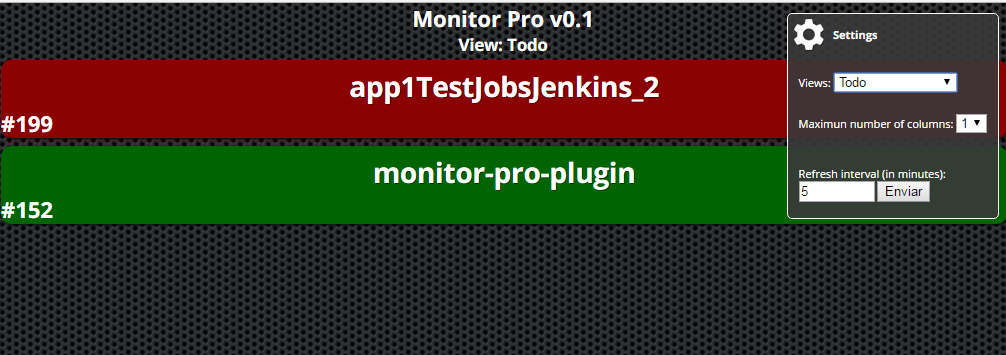 Monitor Pro v0.1
View: Todo
app1TestJobsJenkins_2
#199
monitor-pro-plugin
#152
Settings
Views: Todo
Maximun number of columns: 1
Refresh interval (in minutes):
5 Enviar